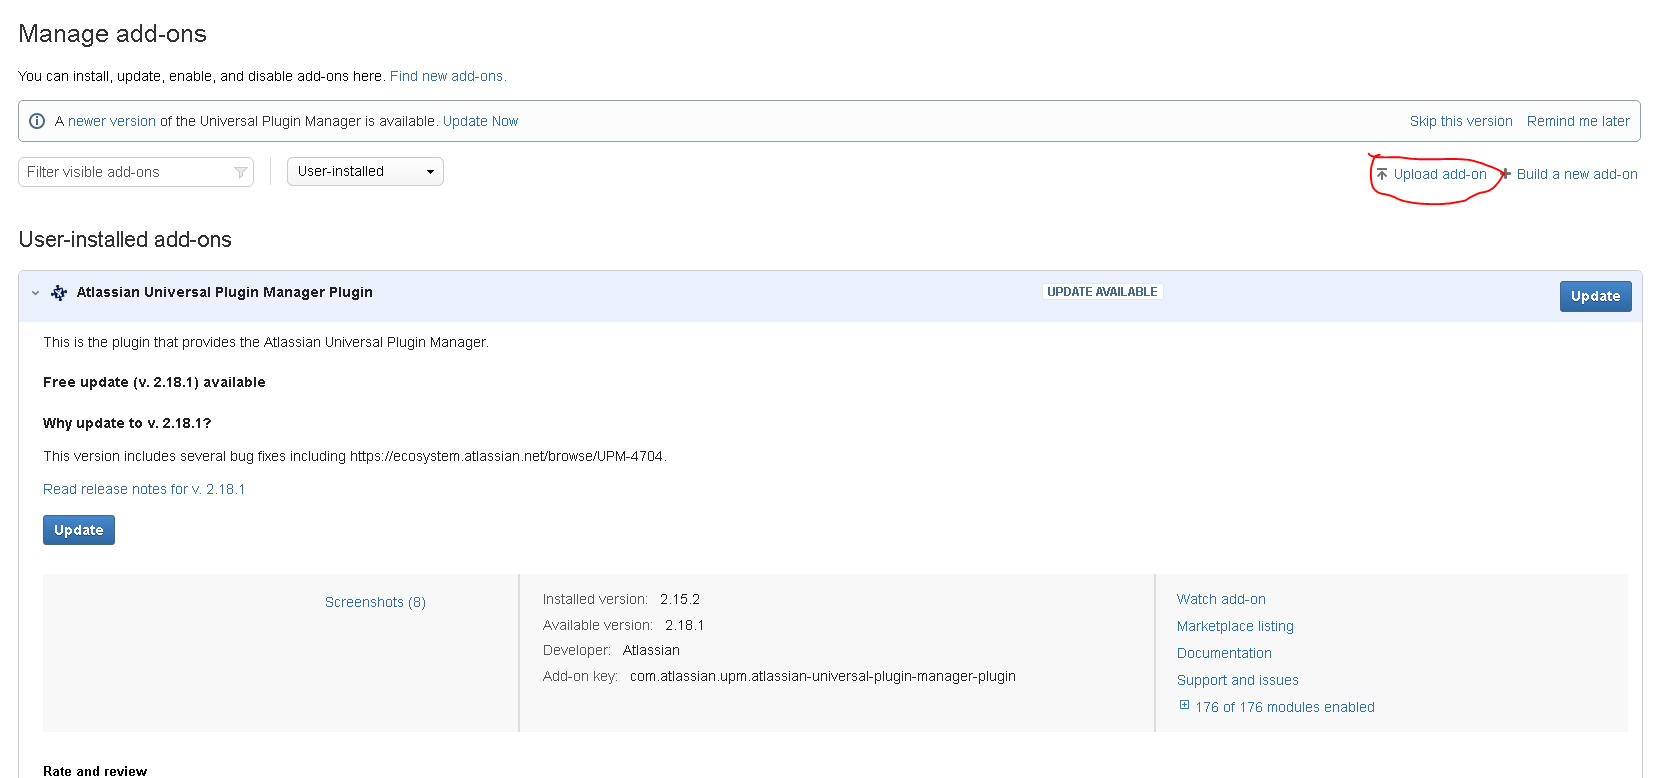 Manage add-ons
You can install, update, enable, and disable add-ons here. Find new add-ons.
A newer version of the Universal Plugin Manager is available. Update Now
Skip this version Remind me later
Filter visible add-ons
User-installed
Upload add-on
Build a new add-on
User-installed add-ons
Atlassian Universal Plugin Manager Plugin
UPDATE AVAILABLE
Update
This is the plugin that provides the Atlassian Universal Plugin Manager.
Free update (v. 2.18.1) available
Why update to v. 2.18.1?
This version includes several bug fixes including https://ecosystem.atlassian.net/browse/UPM-4704.
Read release notes for v. 2.18.1
Update
Screenshots (8)
Installed version: 2.15.2
Available version: 2.18.1
Developer: Atlassian
Add-on key: com.atlassian.upm.atlassian-universal-plugin-manager-plugin
Watch add-on
Marketplace listing
Documentation
Support and issues
176 of 176 modules enabled
Rate and review